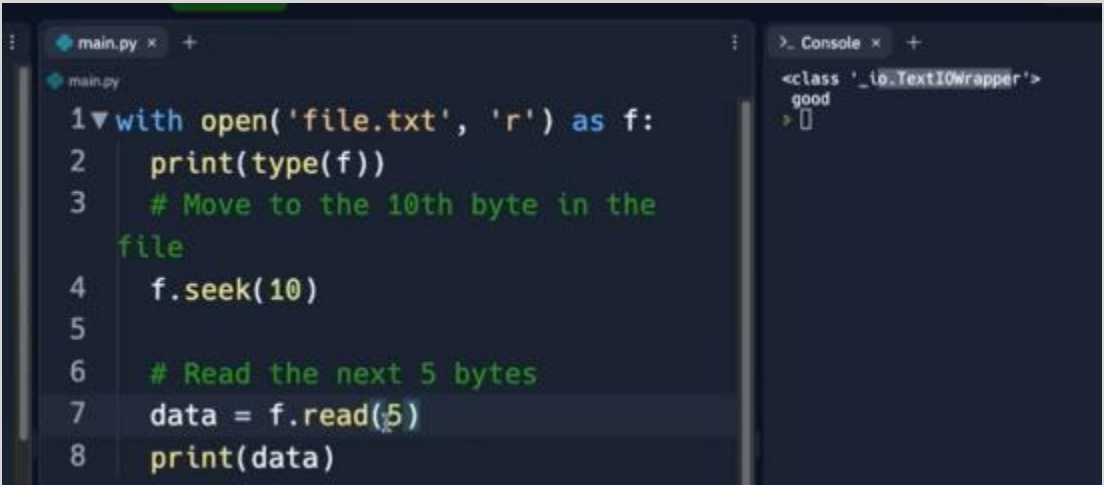 main.py × +
main.py
1 with open('file.txt', 'r') as f:
2 print(type(f))
3 # Move to the 10th byte in the
file
4 f.seek(10)
5
6 # Read the next 5 bytes
7 data = f.read(5)
8 print(data)
>_ Console × +
<class '_io.TextIOWrapper'>
good
>